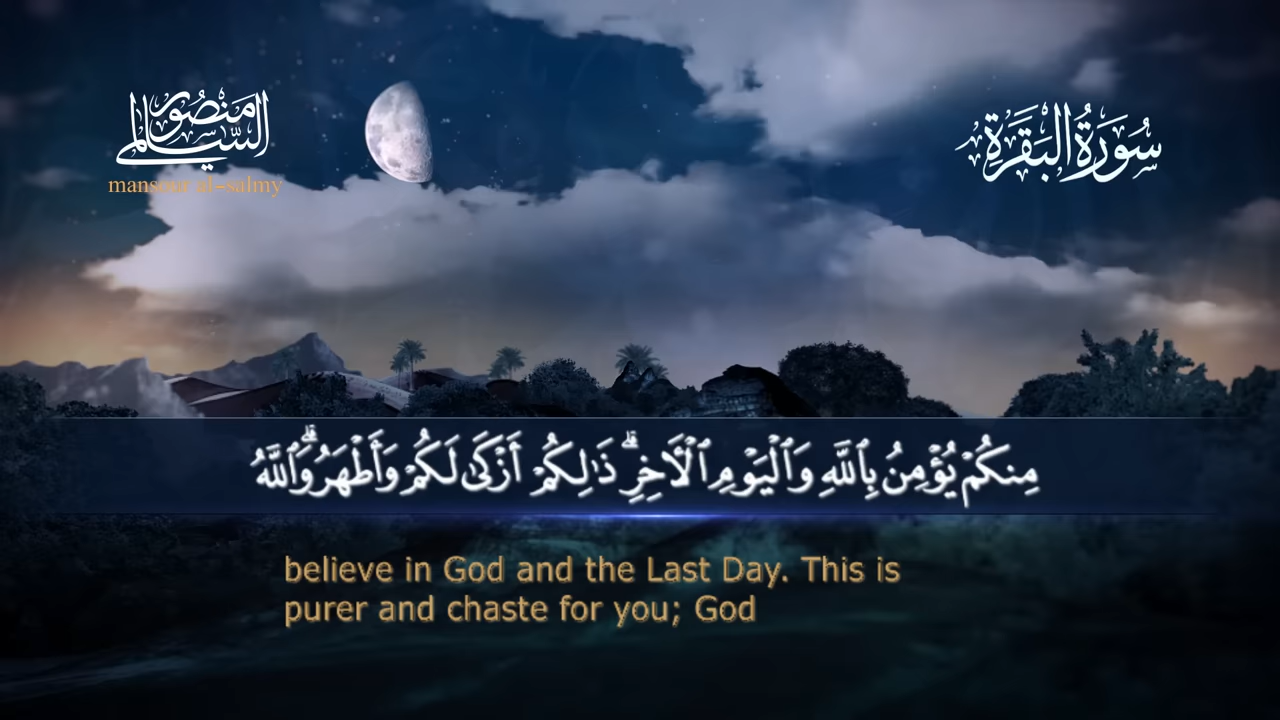 منصور السالمي
mansour al-salmy
سُورَةُ البَقَرَةِ
مِنكُمْ يُؤْمِنُ بِٱللَّهِ وَٱلْيَوْمِ ٱلْـَٔاخِرِ ۗ ذَٰلِكُمْ أَزْكَىٰ لَكُمْ وَأَطْهَرُ ۗ وَٱللَّهُ
believe in God and the Last Day. This is
purer and chaste for you; God